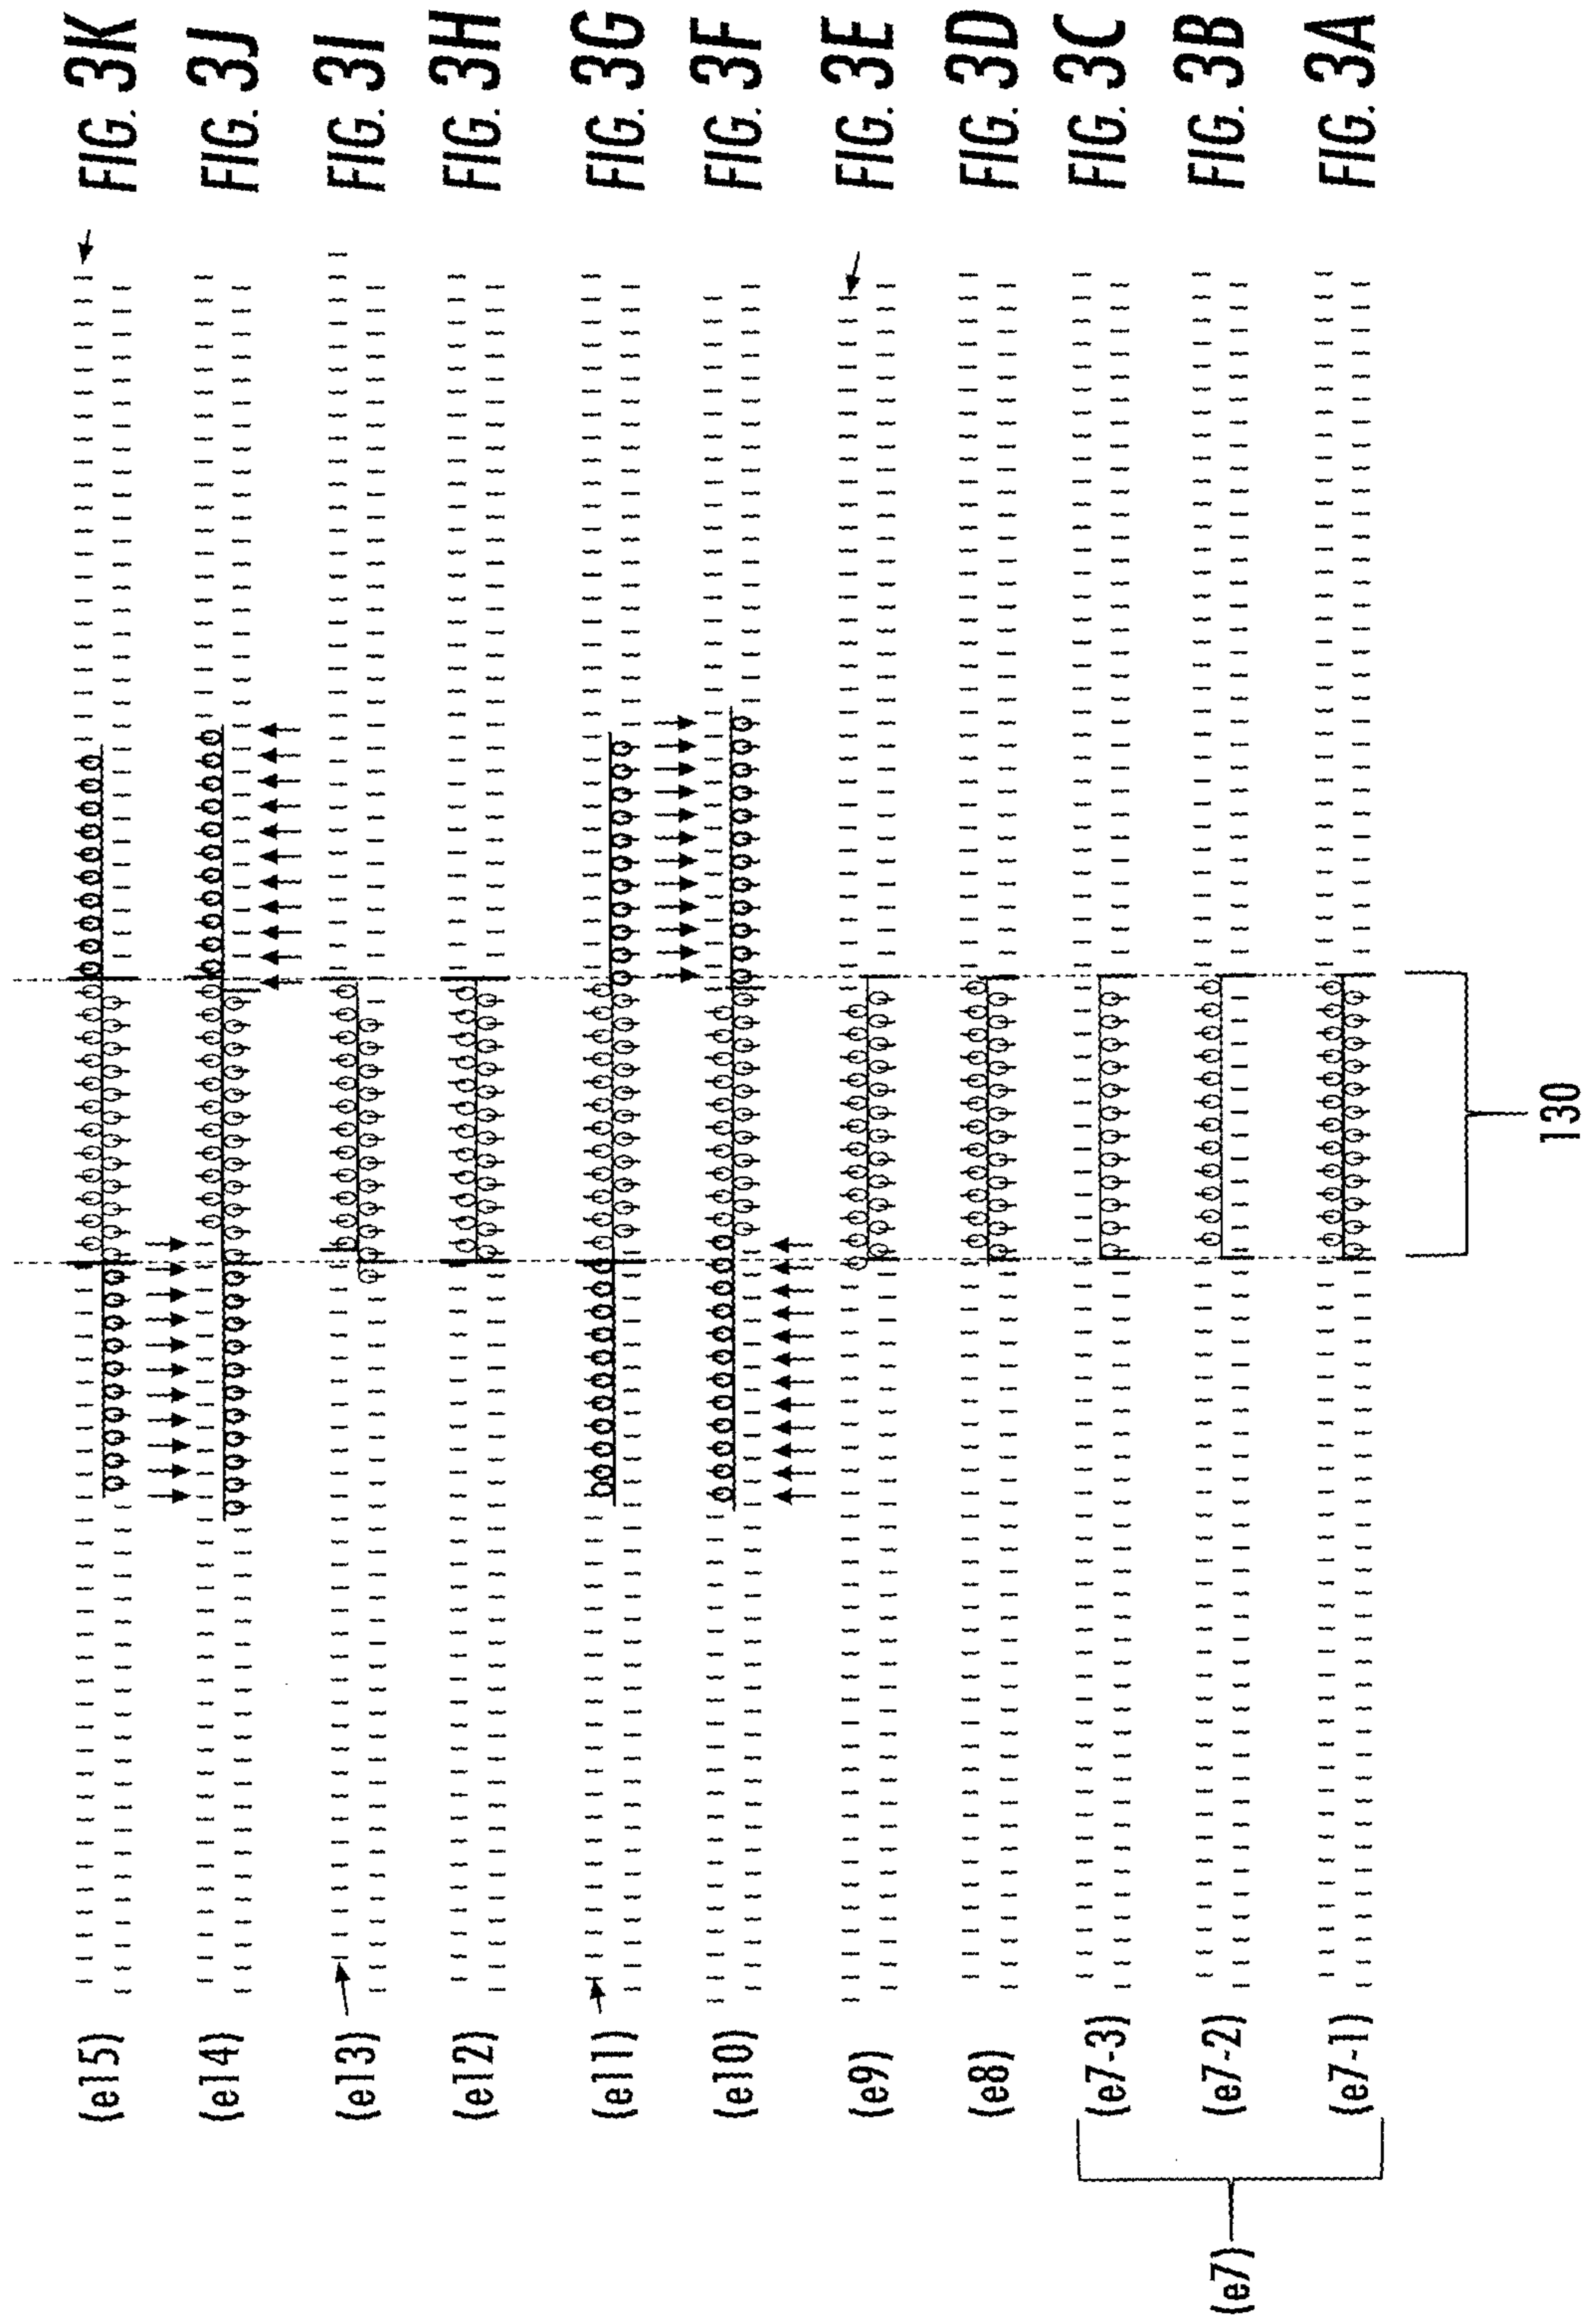 (e15) FIG. 3K
(e14) FIG. 3J
(e13) FIG. 3I
(e12) FIG. 3H
(e11) FIG. 3G
(e10) FIG. 3F
(e9) FIG. 3E
(e8) FIG. 3D
(e7-3) FIG. 3C
(e7-2) FIG. 3B
(e7-1) FIG. 3A
(e7)
130